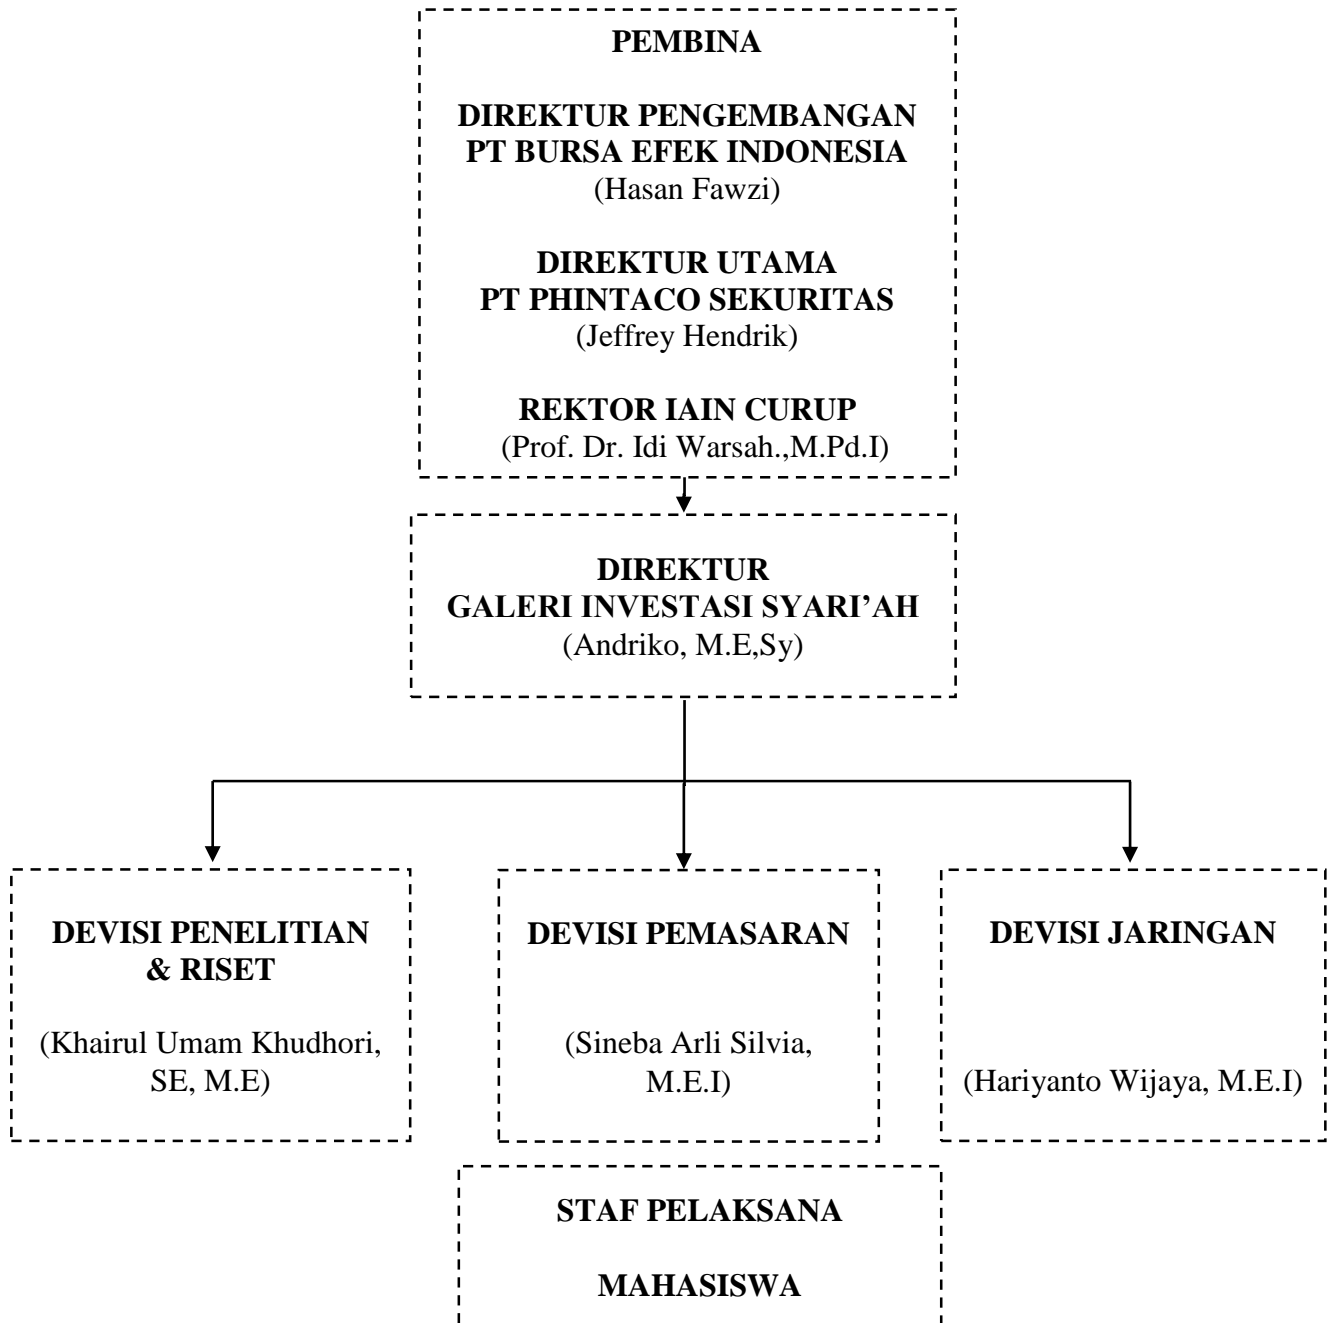 PEMBINA
DIREKTUR PENGEMBANGAN
PT BURSA EFEK INDONESIA
(Hasan Fawzi)
DIREKTUR UTAMA
PT PHINTACO SEKURITAS
(Jeffrey Hendrik)
REKTOR IAIN CURUP
(Prof. Dr. Idi Warsah.,M.Pd.I)
DIREKTUR
GALERI INVESTASI SYARI’AH
(Andriko, M.E,Sy)
DEVISI PENELITIAN
& RISET
(Khairul Umam Khudhori,
SE, M.E)
DEVISI PEMASARAN
(Sineba Arli Silvia,
M.E.I)
DEVISI JARINGAN
(Hariyanto Wijaya, M.E.I)
STAF PELAKSANA
MAHASISWA